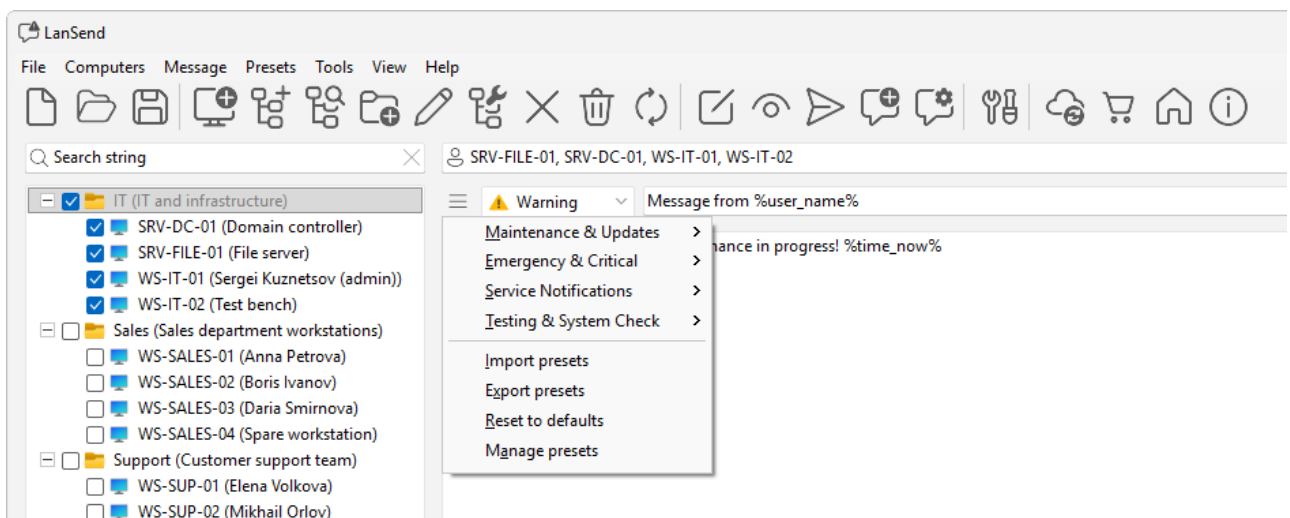 LanSend
File Computers Message Presets Tools View Help
Search string
SRV-FILE-01, SRV-DC-01, WS-IT-01, WS-IT-02
IT (IT and infrastructure)
SRV-DC-01 (Domain controller)
SRV-FILE-01 (File server)
WS-IT-01 (Sergei Kuznetsov (admin))
WS-IT-02 (Test bench)
Sales (Sales department workstations)
WS-SALES-01 (Anna Petrova)
WS-SALES-02 (Boris Ivanov)
WS-SALES-03 (Daria Smirnova)
WS-SALES-04 (Spare workstation)
Support (Customer support team)
WS-SUP-01 (Elena Volkova)
WS-SUP-02 (Mikhail Orlov)
Warning
Message from %user_name%
in progress! %time_now%
Maintenance & Updates
Emergency & Critical
Service Notifications
Testing & System Check
Import presets
Export presets
Reset to defaults
Manage presets